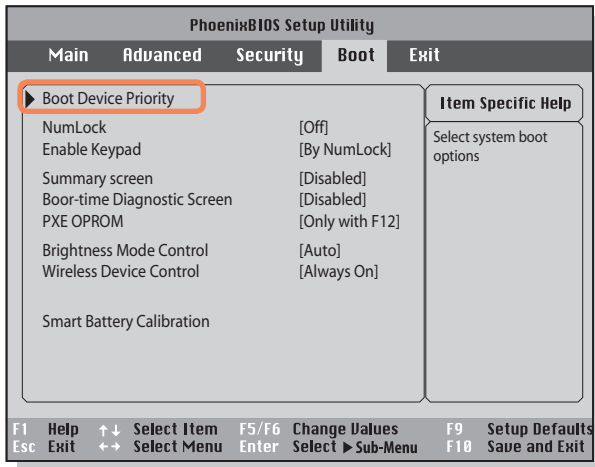 PhoenixBIOS Setup Utility
Main Advanced Security Boot Exit
Boot Device Priority
NumLock [Off]
Enable Keypad [By NumLock]
Summary screen [Disabled]
Boor-time Diagnostic Screen [Disabled]
PXE OPROM [Only with F12]
Brightness Mode Control [Auto]
Wireless Device Control [Always On]
Smart Battery Calibration
Item Specific Help
Select system boot
options
F1 Help ↑↓ Select Item F5/F6 Change Values F9 Setup Defaults
Esc Exit ←→ Select Menu Enter Select ▶ Sub-Menu F10 Save and Exit